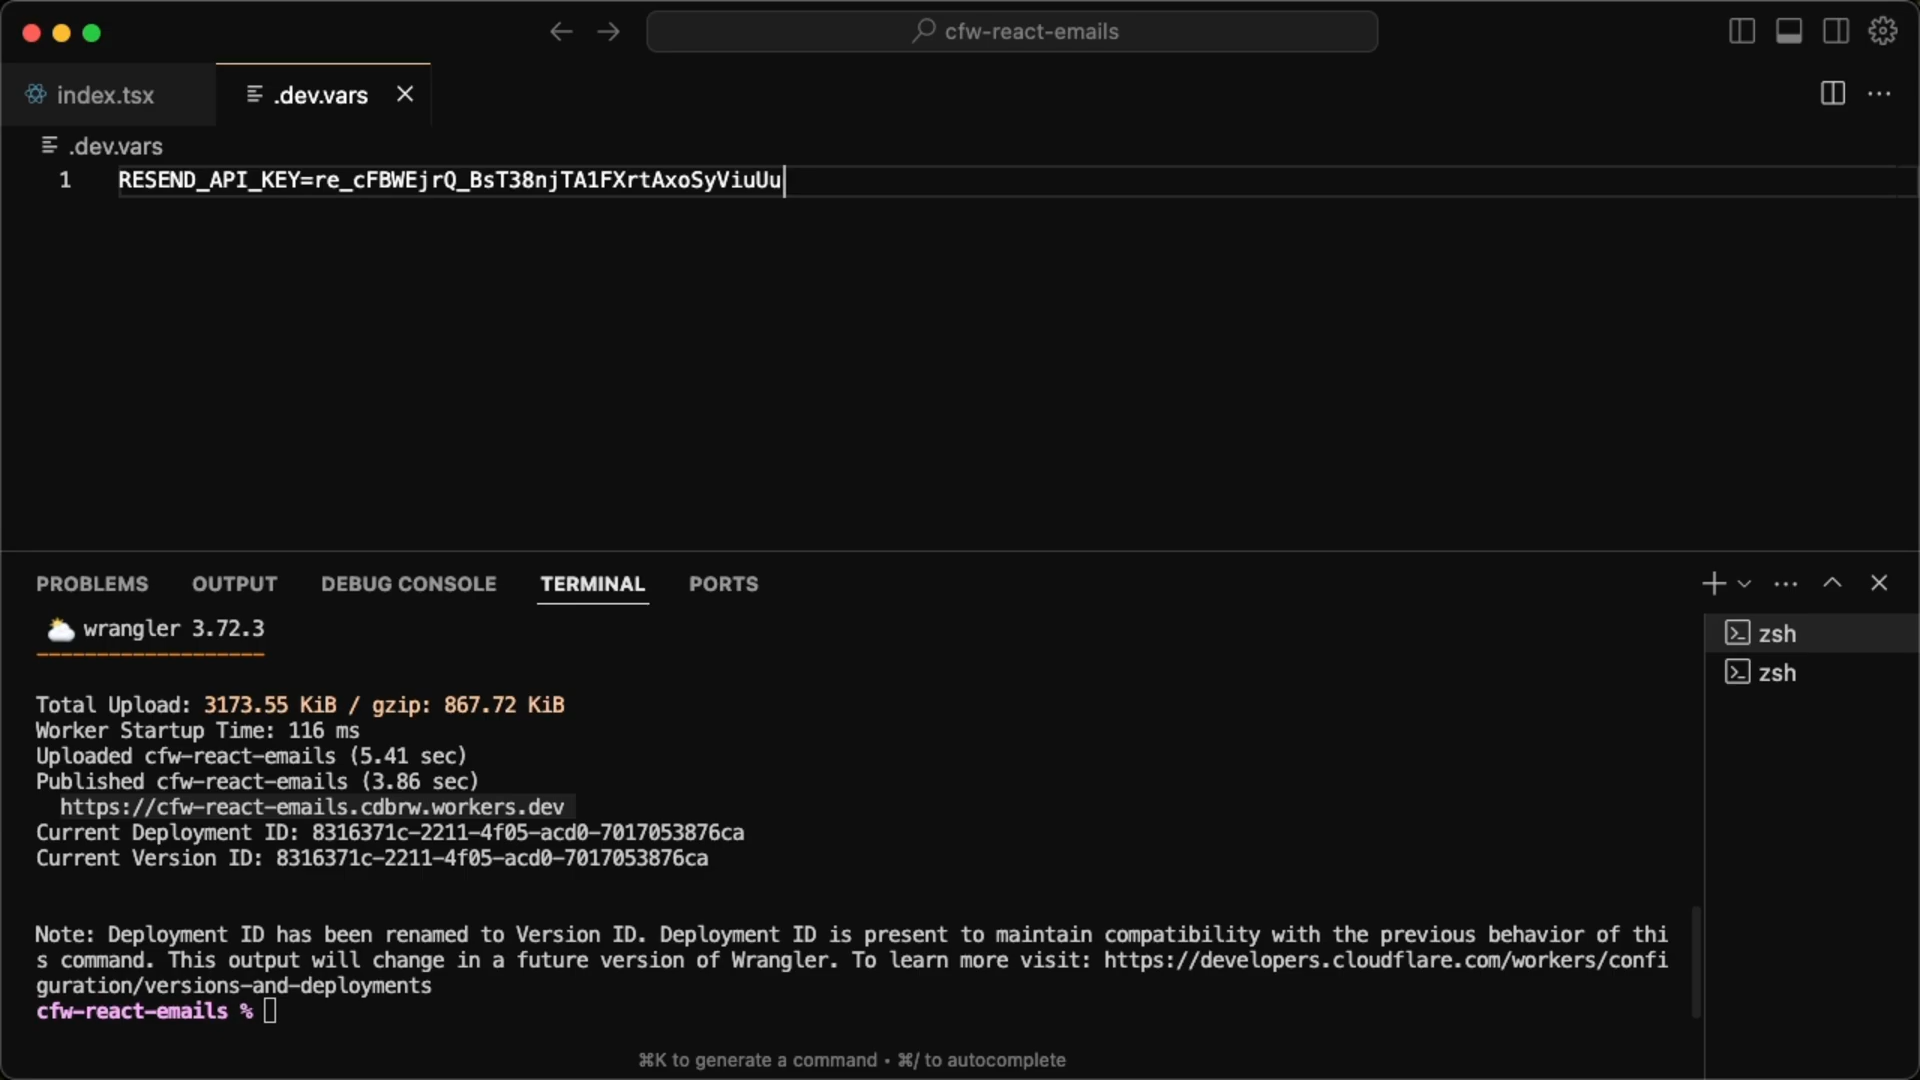 cfw-react-emails
index.tsx
.dev.vars
.dev.vars
1 RESEND_API_KEY=re_cFBWEjrQ_BsT38njTA1FXrtAxoSyViuUu
PROBLEMS OUTPUT DEBUG CONSOLE TERMINAL PORTS
wrangler 3.72.3
zsh
zsh
-------------------
Total Upload: 3173.55 KiB / gzip: 867.72 KiB
Worker Startup Time: 116 ms
Uploaded cfw-react-emails (5.41 sec)
Published cfw-react-emails (3.86 sec)
https://cfw-react-emails.cdbrw.workers.dev
Current Deployment ID: 8316371c-2211-4f05-acd0-7017053876ca
Current Version ID: 8316371c-2211-4f05-acd0-7017053876ca
Note: Deployment ID has been renamed to Version ID. Deployment ID is present to maintain compatibility with the previous behavior of thi
s command. This output will change in a future version of Wrangler. To learn more visit: https://developers.cloudflare.com/workers/confi
guration/versions-and-deployments
cfw-react-emails %
⌘K to generate a command • ⌘/ to autocomplete